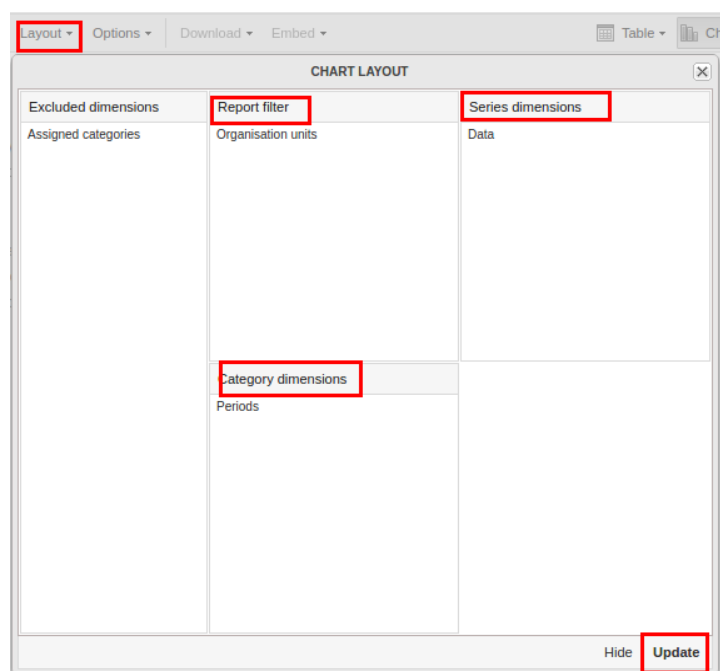 Layout Options Download Embed Table
CHART LAYOUT
Excluded dimensions Report filter Series dimensions
Assigned categories Organisation units Data
Category dimensions
Periods
Hide Update